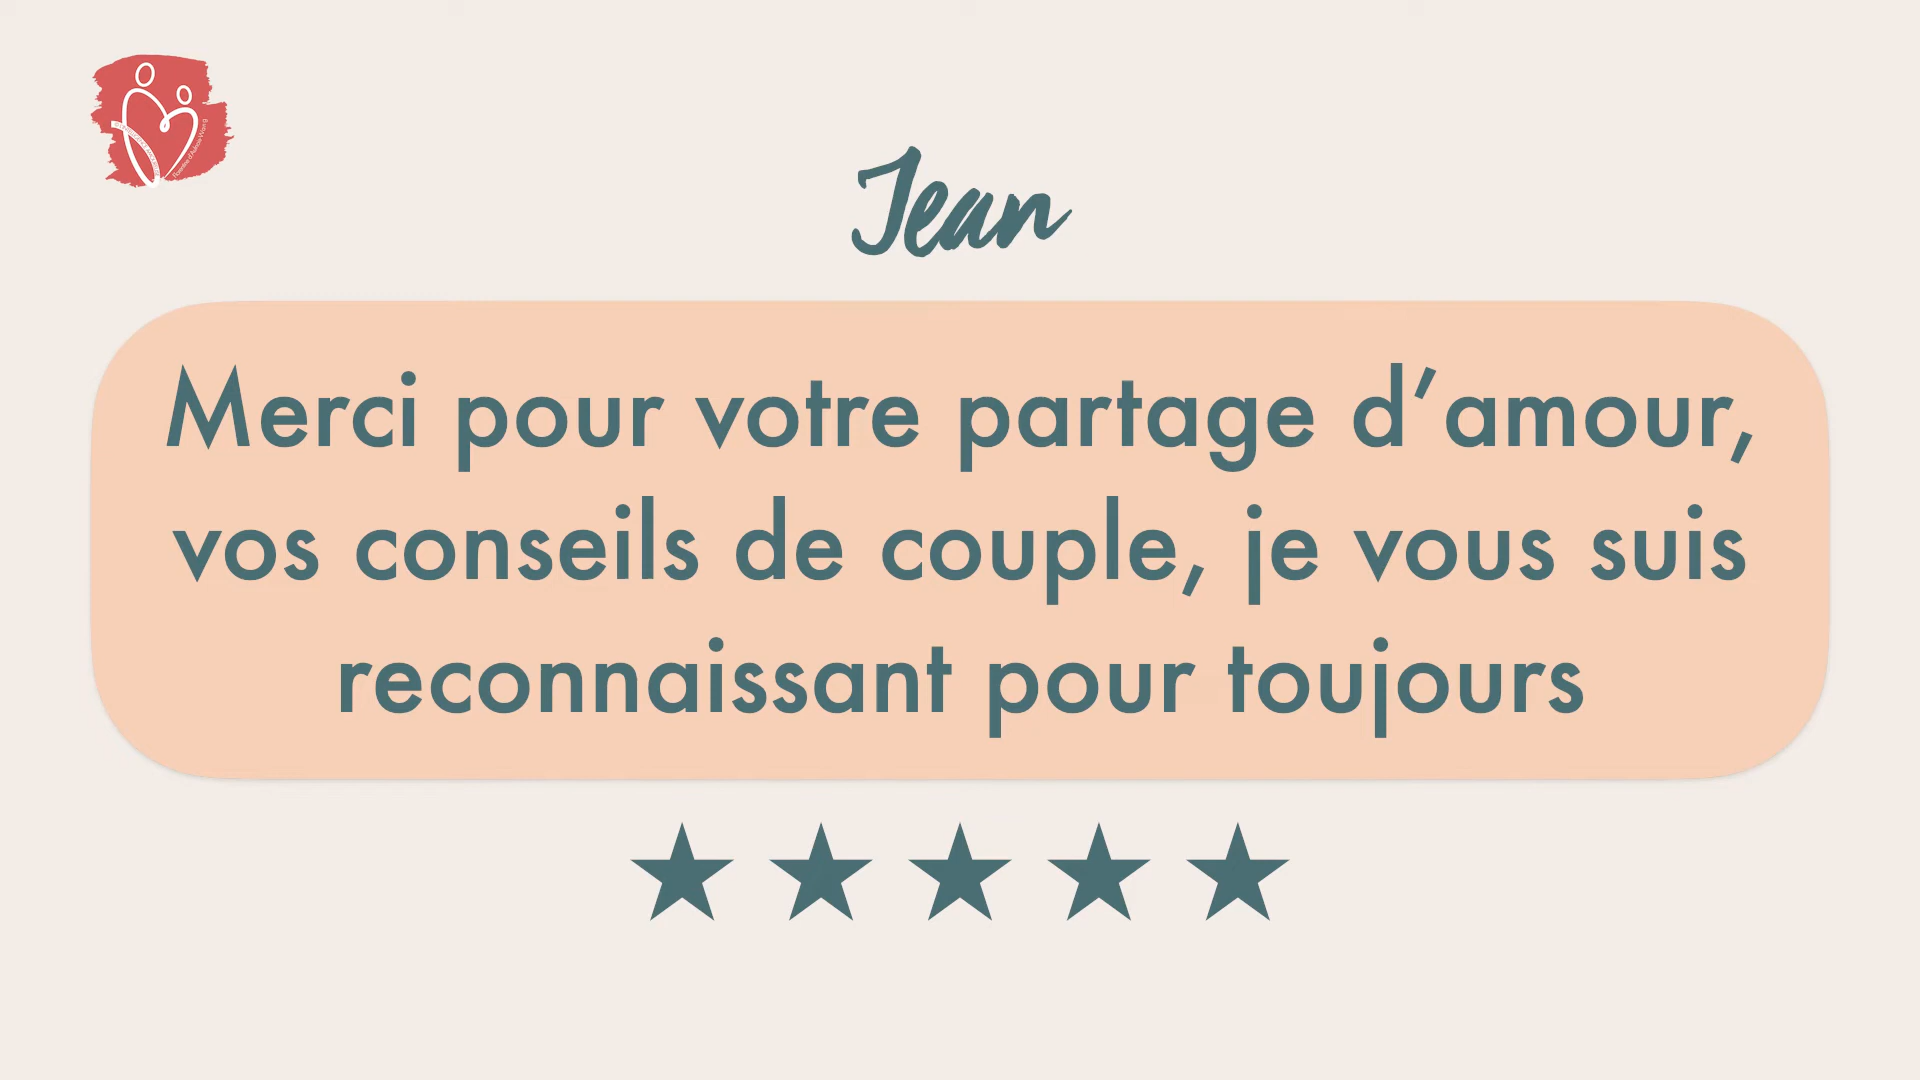 Jean
Merci pour votre partage d’amour,
vos conseils de couple, je vous suis
reconnaissant pour toujours